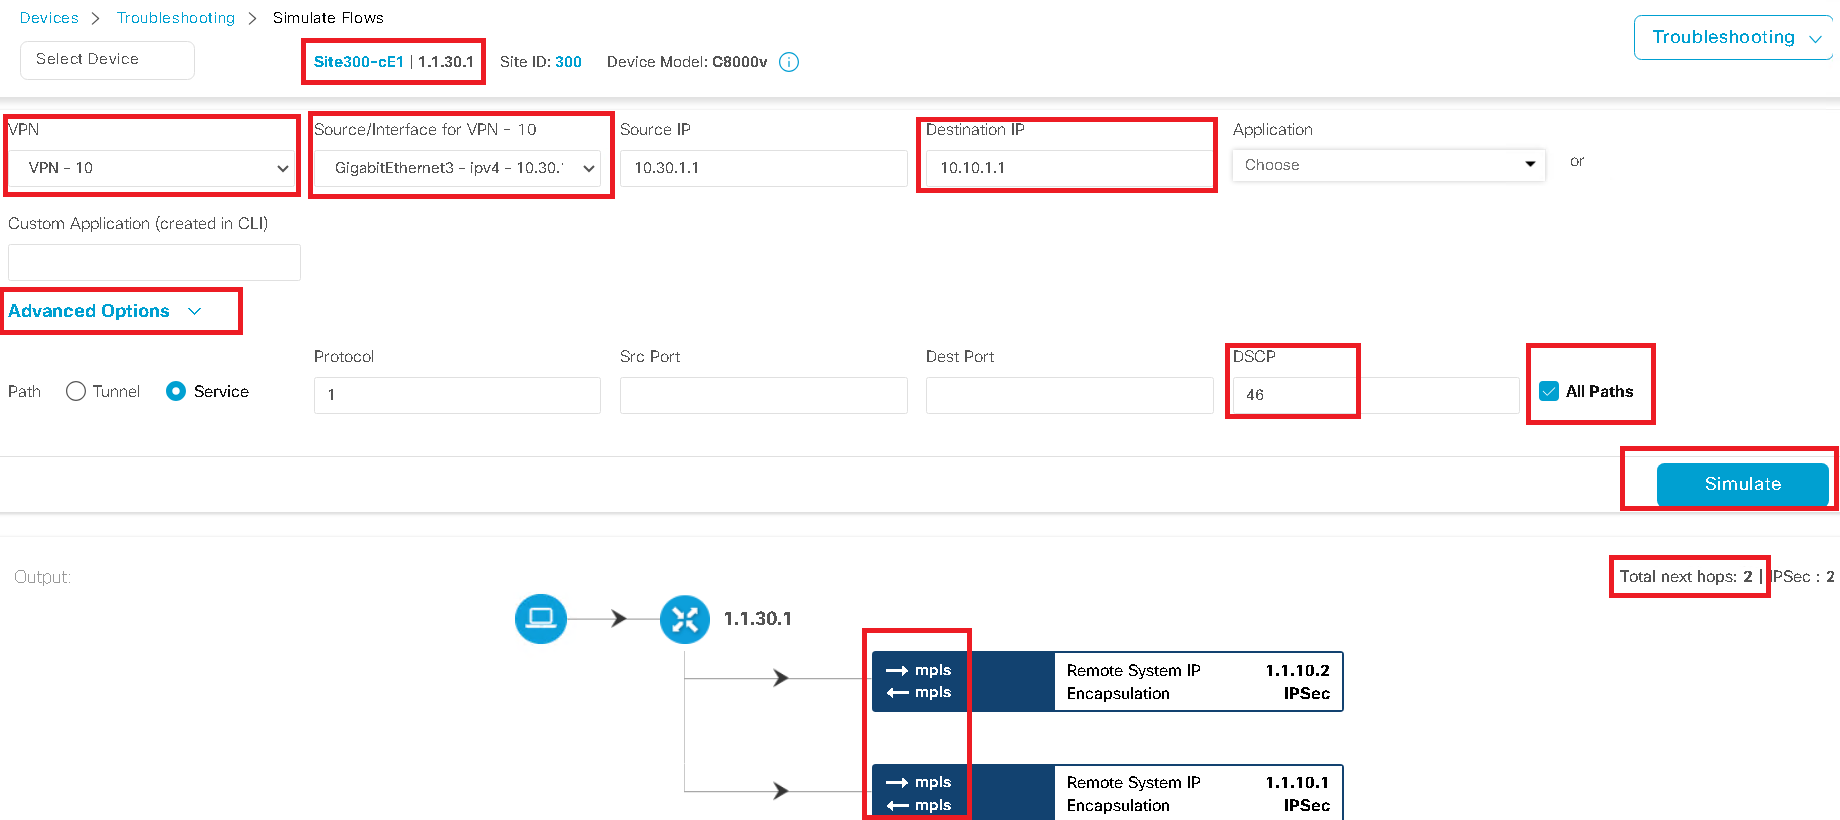 Devices > Troubleshooting > Simulate Flows
Select Device
Site300-cE1 | 1.1.30.1 Site ID: 300 Device Model: C8000v
Troubleshooting
VPN
VPN - 10
Source/Interface for VPN - 10
GigabitEthernet3 - ipv4 - 10.30.
Source IP
10.30.1.1
Destination IP
10.10.1.1
Application
Choose
or
Custom Application (created in CLI)
Advanced Options
Path Tunnel Service
Protocol
1
Src Port
Dest Port
DSCP
46
All Paths
Simulate
Output:
Total next hops: 2 | IPSec : 2
1.1.30.1
→ mpls
← mpls
Remote System IP 1.1.10.2
Encapsulation IPSec
→ mpls
← mpls
Remote System IP 1.1.10.1
Encapsulation IPSec